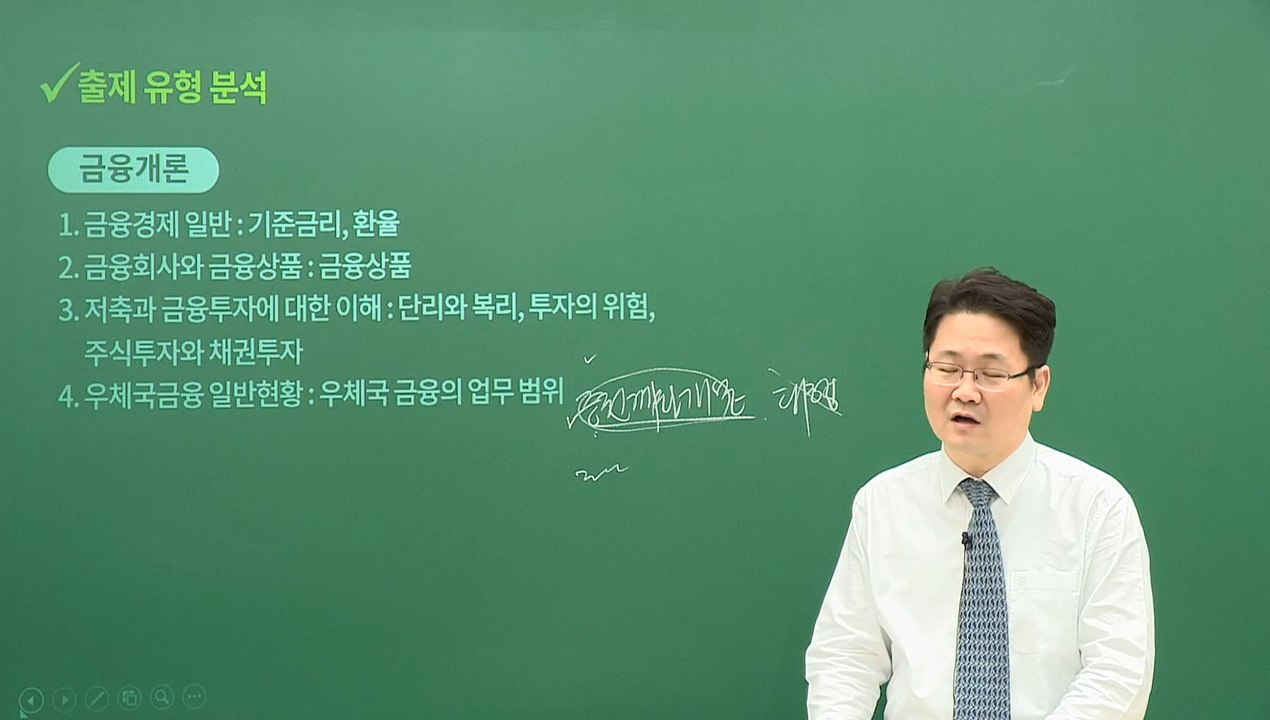 출제 유형 분석
금융개론
1. 금융경제 일반 : 기준금리, 환율
2. 금융회사와 금융상품 : 금융상품
3. 저축과 금융투자에 대한 이해 : 단리와 복리, 투자의 위험,
주식투자와 채권투자
4. 우체국금융 일반현황 : 우체국 금융의 업무 범위